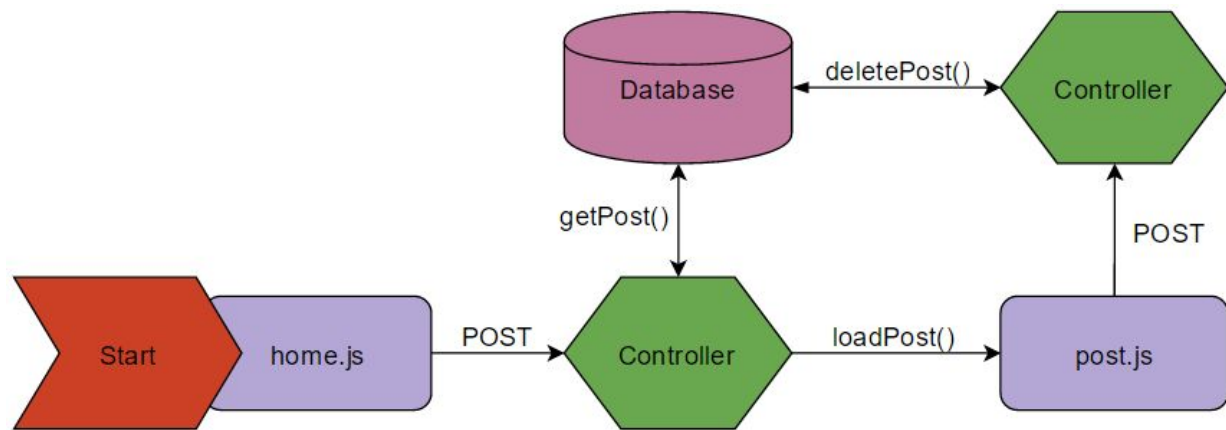 Database
deletePost()
Controller
getPost()
POST
Start
home.js
POST
Controller
loadPost()
post.js